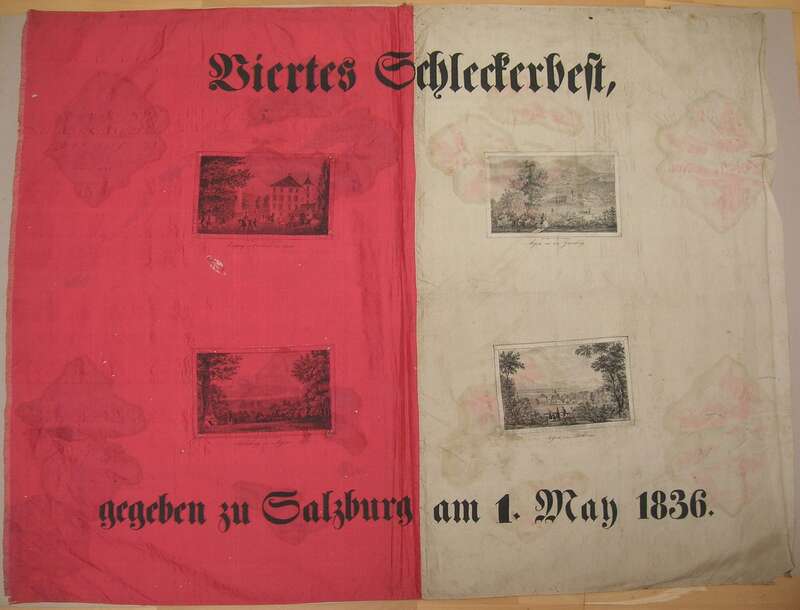 Viertes Schleckerbest,
gegeben zu Salzburg am 1. May 1836.